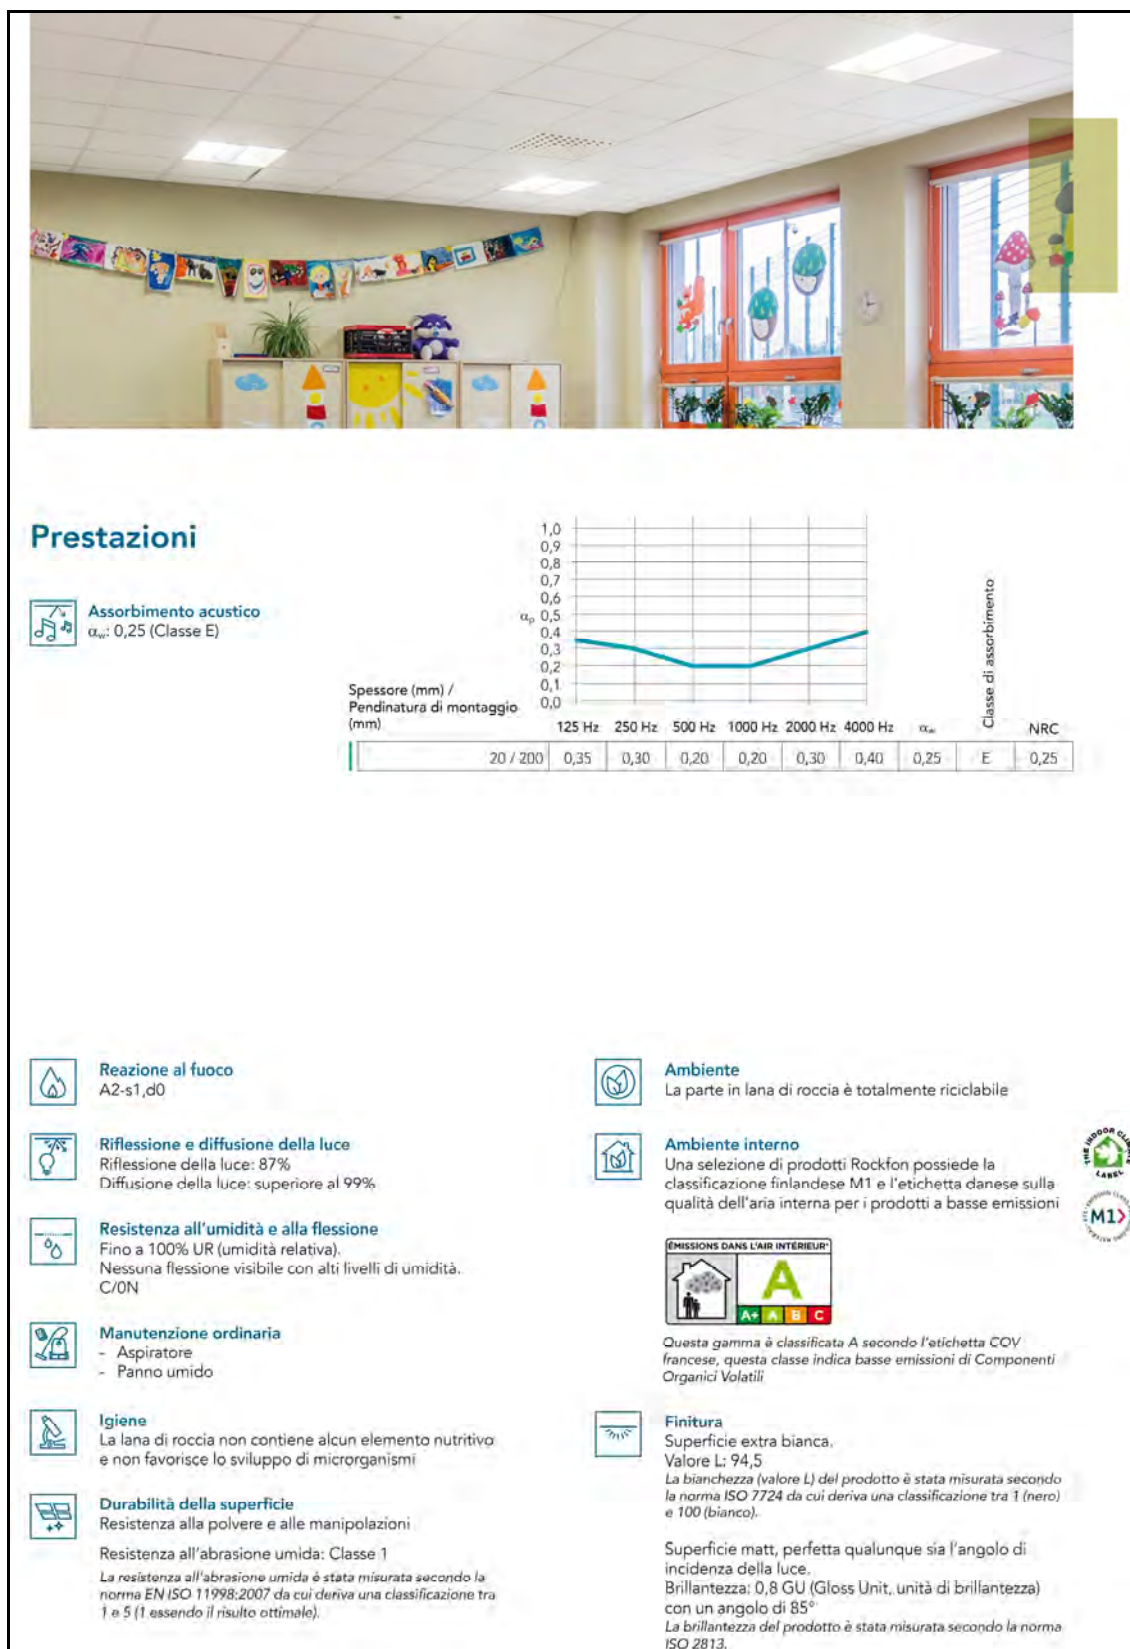 Prestazioni
Assorbimento acustico
αw: 0,25 (Classe E)
1,0
0,9
0,8
0,7
0,6
αp 0,5
0,4
0,3
0,2
0,1
0,0
Spessore (mm) /
Pendinatura di montaggio
(mm)
125 Hz 250 Hz 500 Hz 1000 Hz 2000 Hz 4000 Hz αw Classe di assorbimento NRC
20 / 200 0,35 0,30 0,20 0,20 0,30 0,40 0,25 E 0,25
Reazione al fuoco
A2-s1,d0
Riflessione e diffusione della luce
Riflessione della luce: 87%
Diffusione della luce: superiore al 99%
Resistenza all'umidità e alla flessione
Fino a 100% UR (umidità relativa).
Nessuna flessione visibile con alti livelli di umidità.
C/0N
Manutenzione ordinaria
- Aspiratore
- Panno umido
Igiene
La lana di roccia non contiene alcun elemento nutritivo
e non favorisce lo sviluppo di microrganismi
Durabilità della superficie
Resistenza alla polvere e alle manipolazioni
Resistenza all'abrasione umida: Classe 1
La resistenza all'abrasione umida è stata misurata secondo la
norma EN ISO 11998:2007 da cui deriva una classificazione tra
1 e 5 (1 essendo il risulto ottimale).
Ambiente
La parte in lana di roccia è totalmente riciclabile
Ambiente interno
Una selezione di prodotti Rockfon possiede la
classificazione finlandese M1 e l'etichetta danese sulla
qualità dell'aria interna per i prodotti a basse emissioni
THE INDOOR CLIMATE
LABEL
M1
ÉMISSIONS DANS L'AIR INTÉRIEUR*
A
A+ A B C
Questa gamma è classificata A secondo l'etichetta COV
francese, questa classe indica basse emissioni di Componenti
Organici Volatili
Finitura
Superficie extra bianca.
Valore L: 94,5
La bianchezza (valore L) del prodotto è stata misurata secondo
la norma ISO 7724 da cui deriva una classificazione tra 1 (nero)
e 100 (bianco).
Superficie matt, perfetta qualunque sia l'angolo di
incidenza della luce.
Brillantezza: 0,8 GU (Gloss Unit, unità di brillantezza)
con un angolo di 85°
La brillantezza del prodotto è stata misurata secondo la norma
ISO 2813.